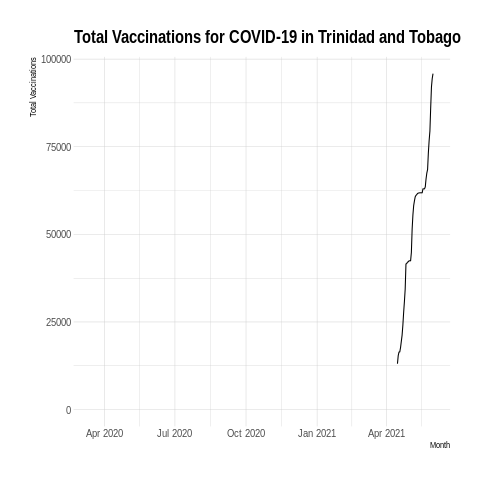 Total Vaccinations for COVID-19 in Trinidad and Tobago
Total Vaccinations
100000
75000
50000
25000
0
Apr 2020
Jul 2020
Oct 2020
Jan 2021
Apr 2021
Month